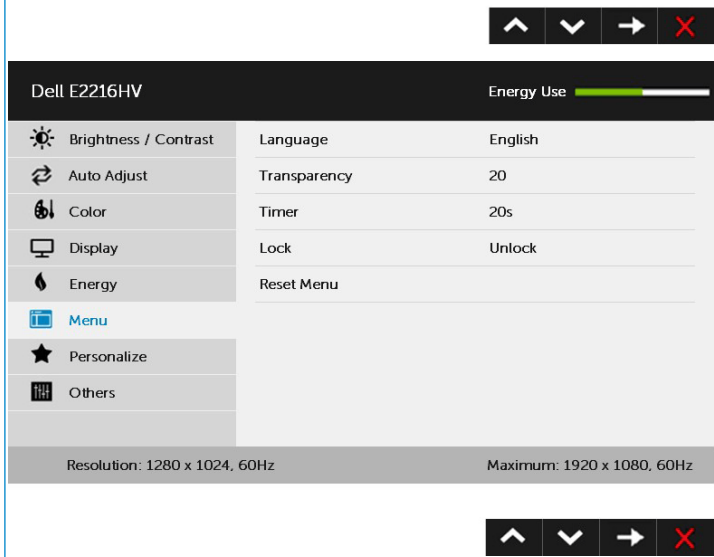 Dell E2216HV Energy Use
Brightness / Contrast Language English
Auto Adjust Transparency 20
Color Timer 20s
Display Lock Unlock
Energy Reset Menu
Menu
Personalize
Others
Resolution: 1280 x 1024, 60Hz Maximum: 1920 x 1080, 60Hz